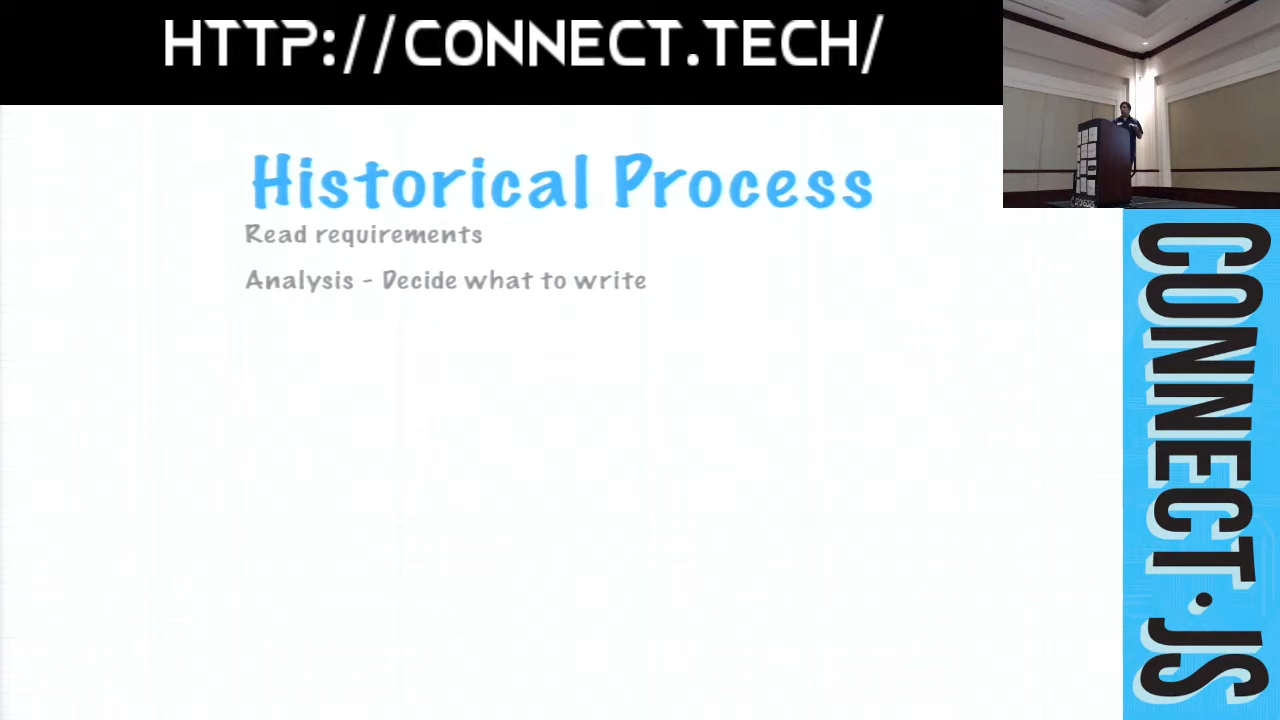 HTTP://CONNECT.TECH/
Historical Process
Read requirements
Analysis - Decide what to write
CONNECT.JS